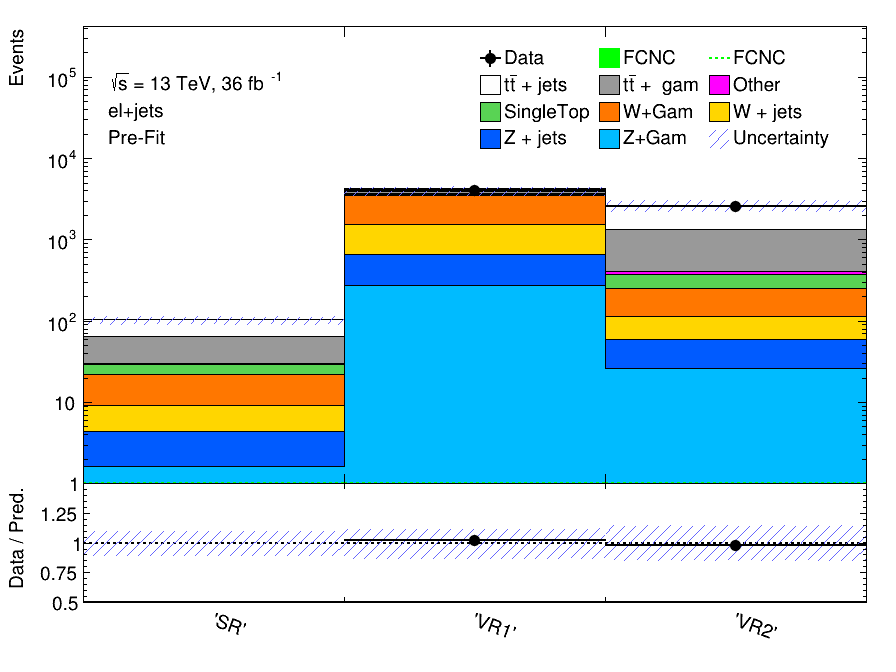 Events
10⁵
10⁴
10³
10²
10
1
√s = 13 TeV, 36 fb⁻¹
el+jets
Pre-Fit
Data
FCNC
FCNC
tt̄ + jets
tt̄ + gam
Other
SingleTop
W+Gam
W + jets
Z + jets
Z+Gam
Uncertainty
Data / Pred.
1.25
1
0.75
0.5
'SR'
'VR1'
'VR2'